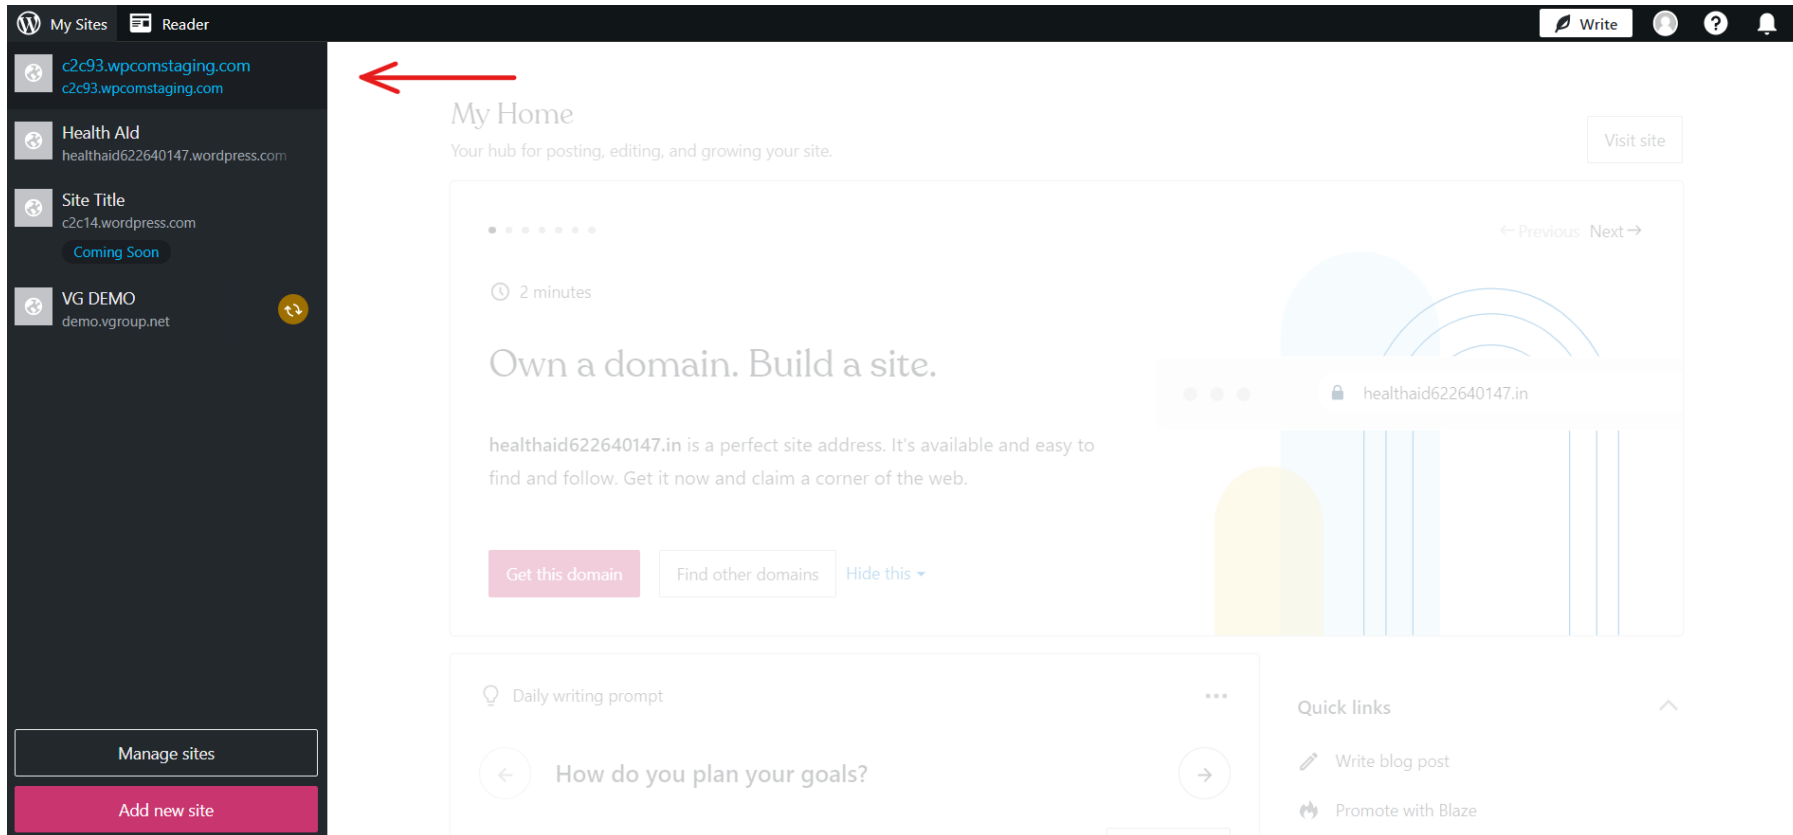 My Sites
Reader
Write
c2c93.wpcomstaging.com
c2c93.wpcomstaging.com
Health AId
healthaid622640147.wordpress.com
Site Title
c2c14.wordpress.com
Coming Soon
VG DEMO
demo.vgroup.net
Manage sites
Add new site
My Home
Your hub for posting, editing, and growing your site.
Visit site
← Previous Next →
2 minutes
Own a domain. Build a site.
healthaid622640147.in
healthaid622640147.in is a perfect site address. It's available and easy to
find and follow. Get it now and claim a corner of the web.
Get this domain
Find other domains
Hide this
Daily writing prompt
How do you plan your goals?
Quick links
Write blog post
Promote with Blaze